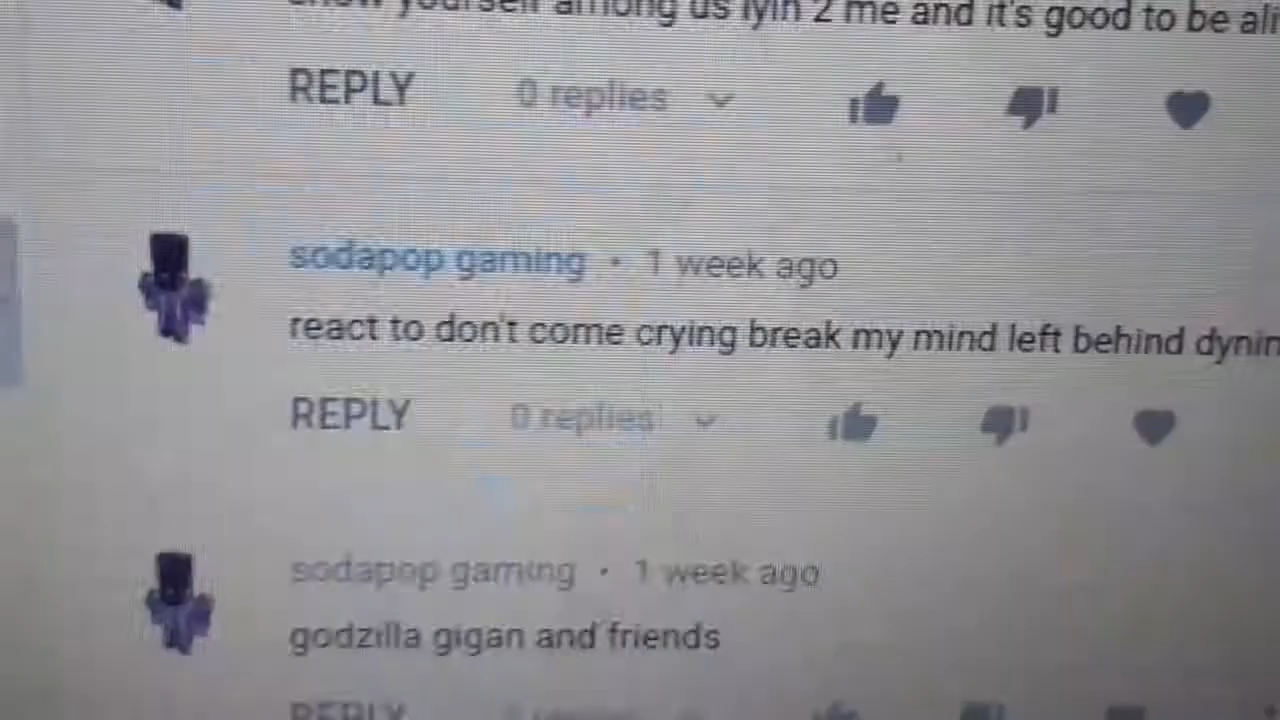 yourself among us lyin 2 me and it's good to be
REPLY 0 replies
sodapop gaming · 1 week ago
react to don't come crying break my mind left behind dynin
REPLY 0 replies
sodapop gaming · 1 week ago
godzilla gigan and friends
REPLY